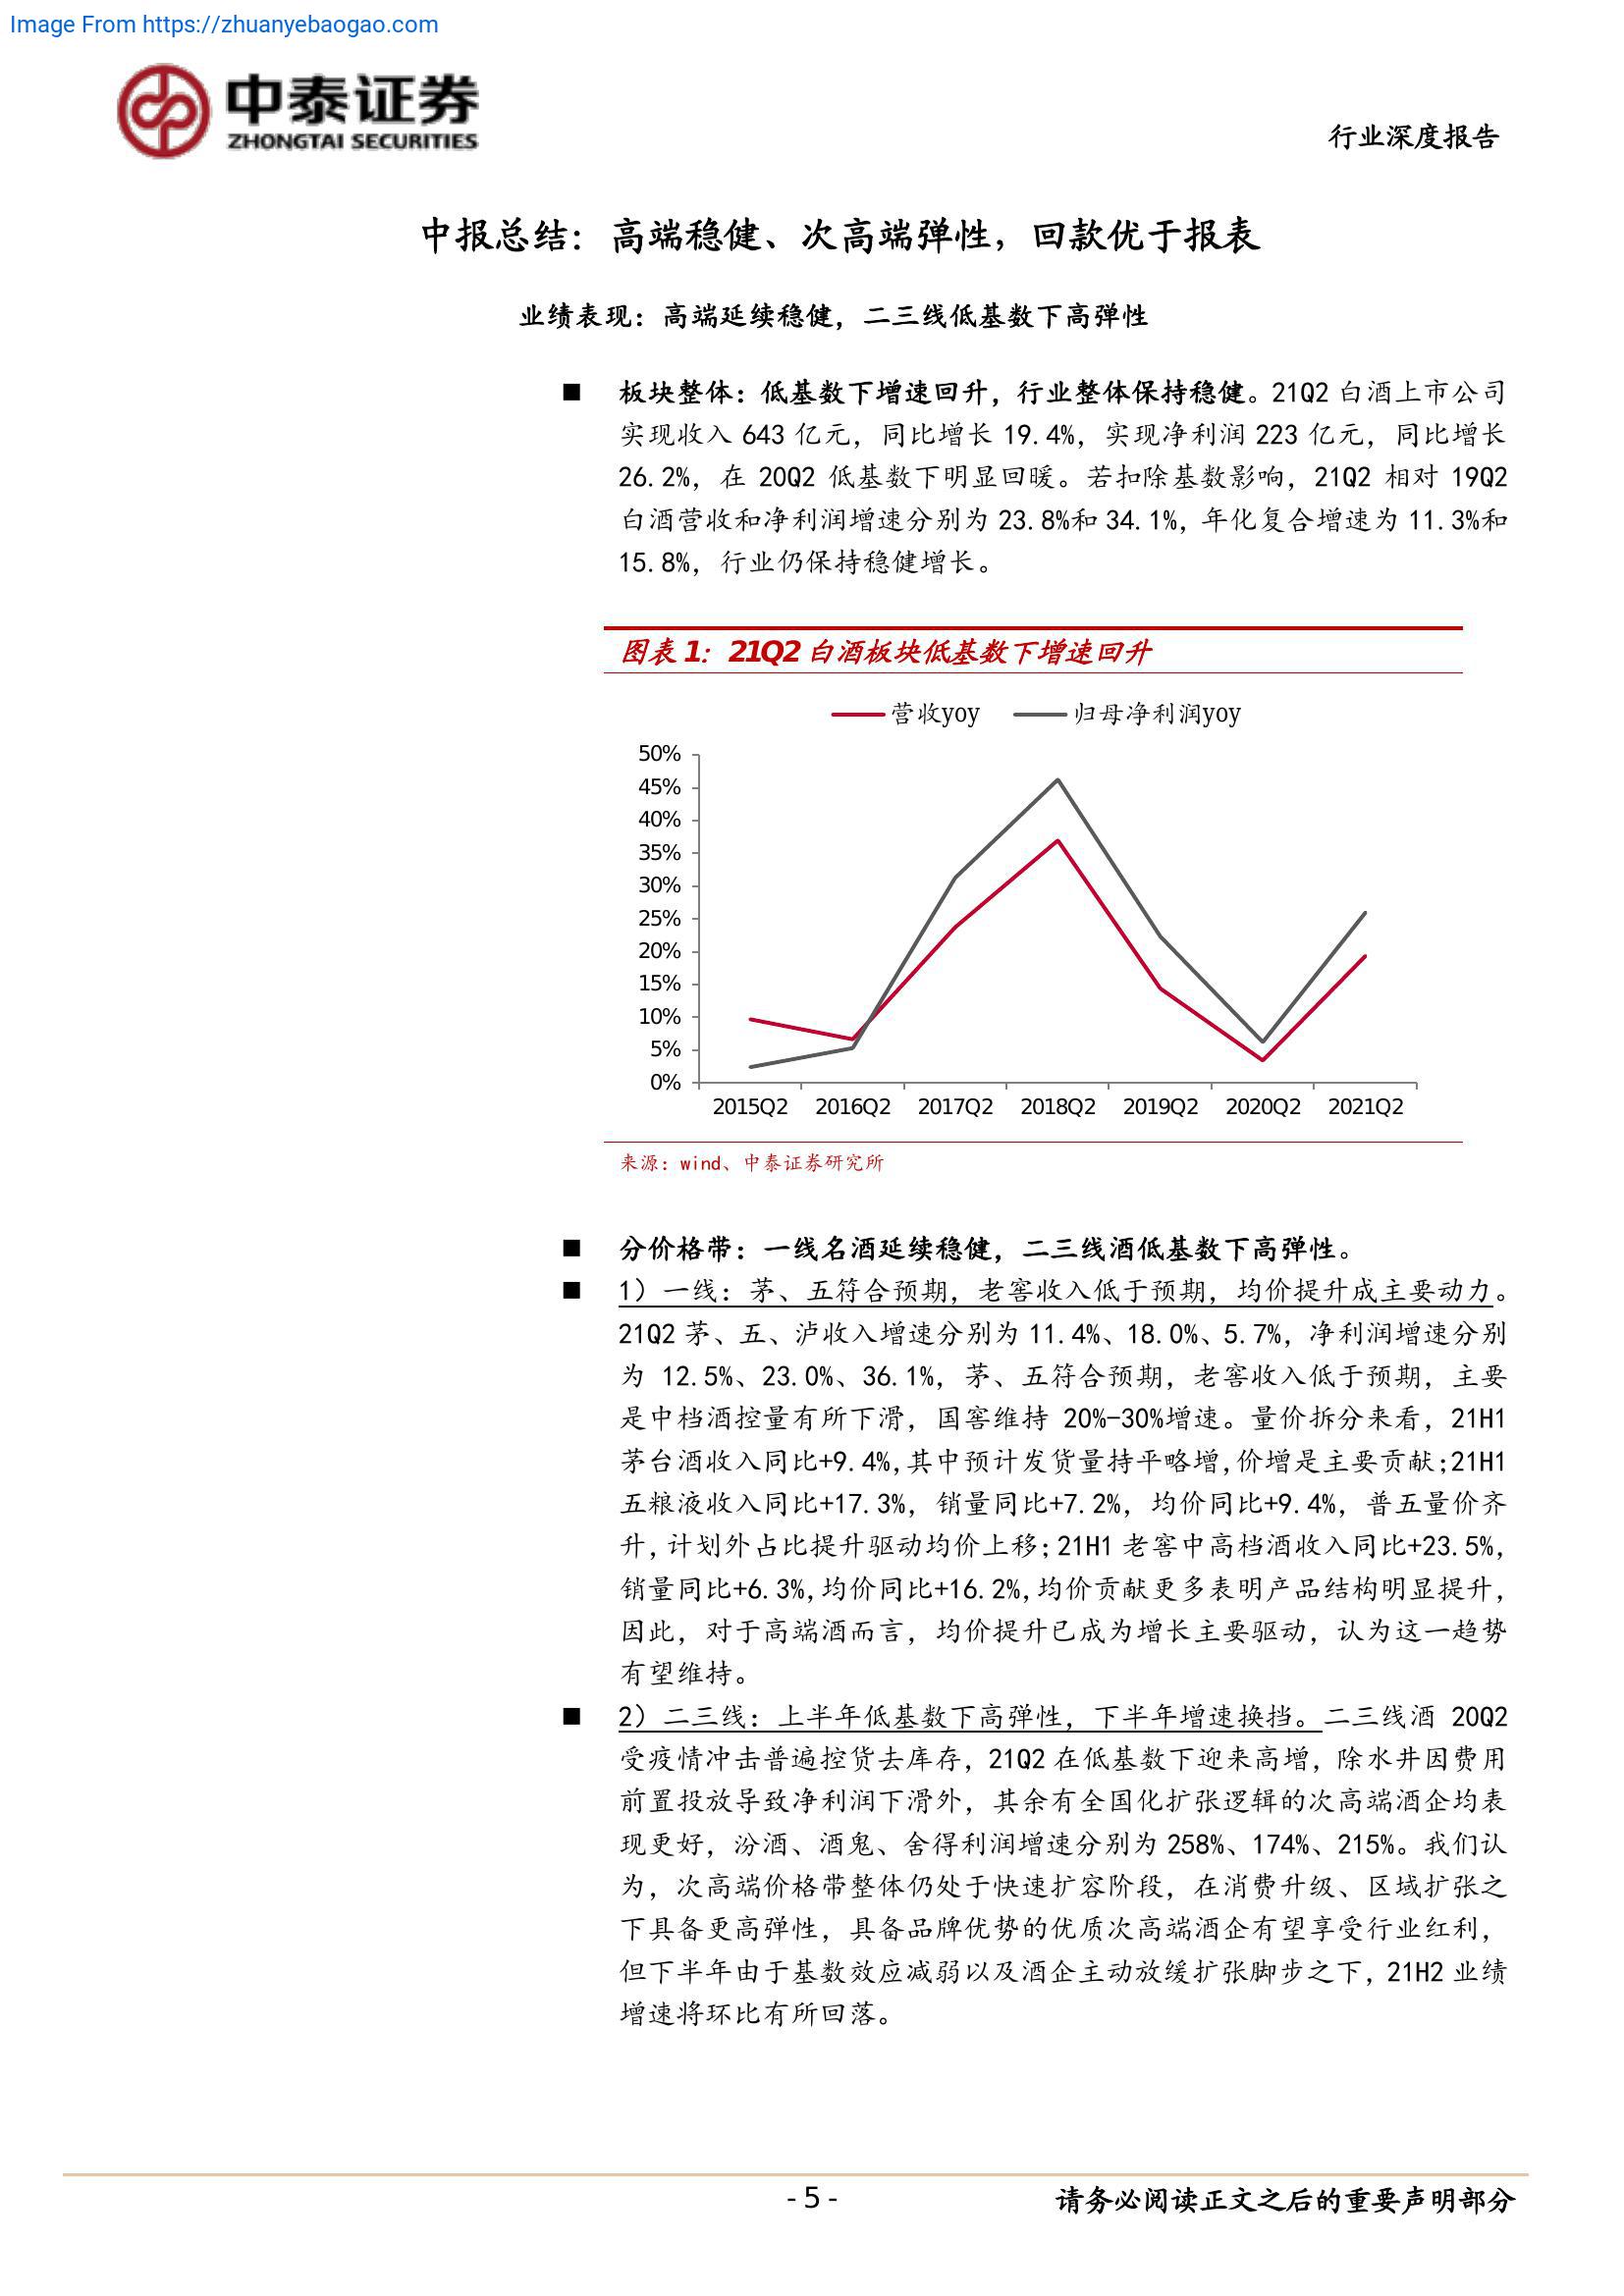 Image From https://zhuanyebaogao.com
中泰证券
ZHONGTAI SECURITIES
行业深度报告
中报总结：高端稳健、次高端弹性，回款优于报表
业绩表现：高端延续稳健，二三线低基数下高弹性
■ 板块整体：低基数下增速回升，行业整体保持稳健。21Q2 白酒上市公司
实现收入 643 亿元，同比增长 19.4%，实现净利润 223 亿元，同比增长
26.2%，在 20Q2 低基数下明显回暖。若扣除基数影响，21Q2 相对 19Q2
白酒营收和净利润增速分别为 23.8%和 34.1%，年化复合增速为 11.3%和
15.8%，行业仍保持稳健增长。
图表 1：21Q2 白酒板块低基数下增速回升
营收yoy 归母净利润yoy
50%
45%
40%
35%
30%
25%
20%
15%
10%
5%
0%
2015Q2 2016Q2 2017Q2 2018Q2 2019Q2 2020Q2 2021Q2
来源：wind、中泰证券研究所
■ 分价格带：一线名酒延续稳健，二三线酒低基数下高弹性。
■ 1）一线：茅、五符合预期，老窖收入低于预期，均价提升成主要动力。
21Q2 茅、五、泸收入增速分别为 11.4%、18.0%、5.7%，净利润增速分别
为 12.5%、23.0%、36.1%，茅、五符合预期，老窖收入低于预期，主要
是中档酒控量有所下滑，国窖维持 20%-30%增速。量价拆分来看，21H1
茅台酒收入同比+9.4%,其中预计发货量持平略增,价增是主要贡献;21H1
五粮液收入同比+17.3%，销量同比+7.2%，均价同比+9.4%，普五量价齐
升,计划外占比提升驱动均价上移;21H1 老窖中高档酒收入同比+23.5%,
销量同比+6.3%,均价同比+16.2%,均价贡献更多表明产品结构明显提升，
因此，对于高端酒而言，均价提升已成为增长主要驱动，认为这一趋势
有望维持。
■ 2）二三线：上半年低基数下高弹性，下半年增速换挡。二三线酒 20Q2
受疫情冲击普遍控货去库存，21Q2 在低基数下迎来高增，除水井因费用
前置投放导致净利润下滑外，其余有全国化扩张逻辑的次高端酒企均表
现更好，汾酒、酒鬼、舍得利润增速分别为 258%、174%、215%。我们认
为，次高端价格带整体仍处于快速扩容阶段，在消费升级、区域扩张之
下具备更高弹性，具备品牌优势的优质次高端酒企有望享受行业红利，
但下半年由于基数效应减弱以及酒企主动放缓扩张脚步之下，21H2 业绩
增速将环比有所回落。
- 5 -
请务必阅读正文之后的重要声明部分